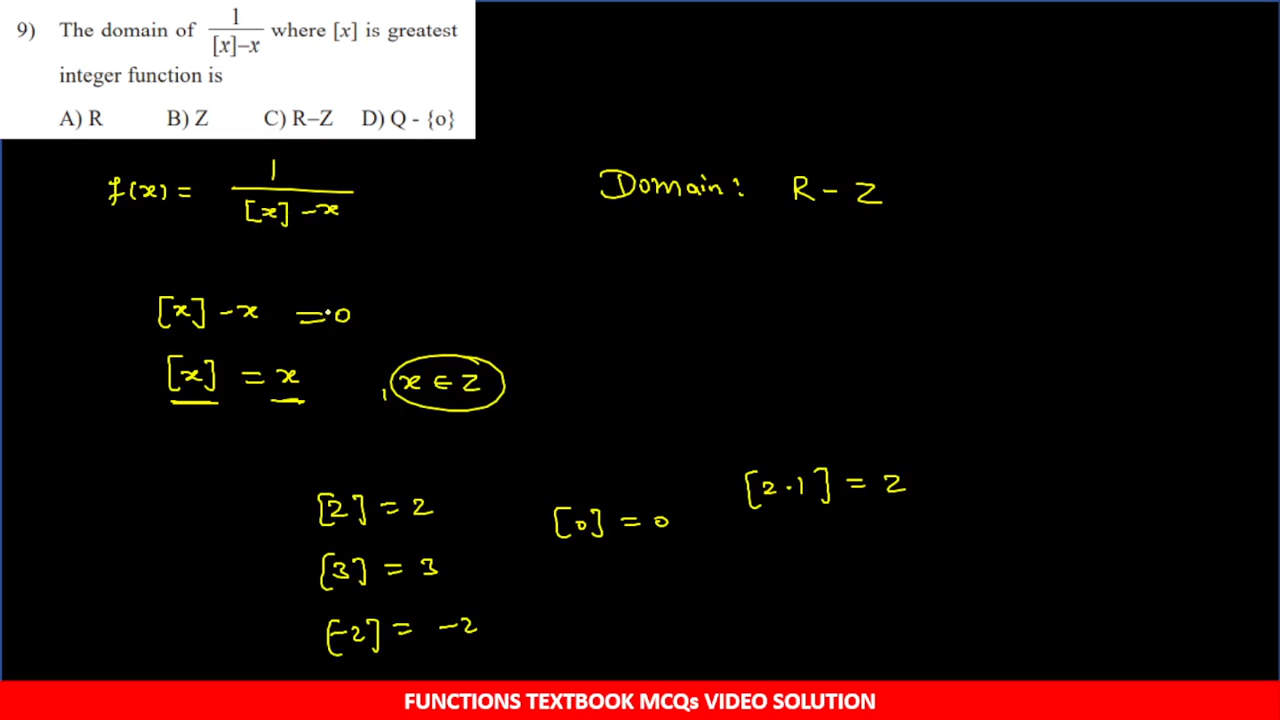 9) The domain of 1/([x]–x) where [x] is greatest
integer function is
A) R B) Z C) R–Z D) Q - {o}
f(x) = 1/([x] - x)
Domain: R - Z
[x] - x = 0
[x] = x , x ∈ Z
[2] = 2
[0] = 0
[2.1] = 2
[3] = 3
[-2] = -2
FUNCTIONS TEXTBOOK MCQs VIDEO SOLUTION